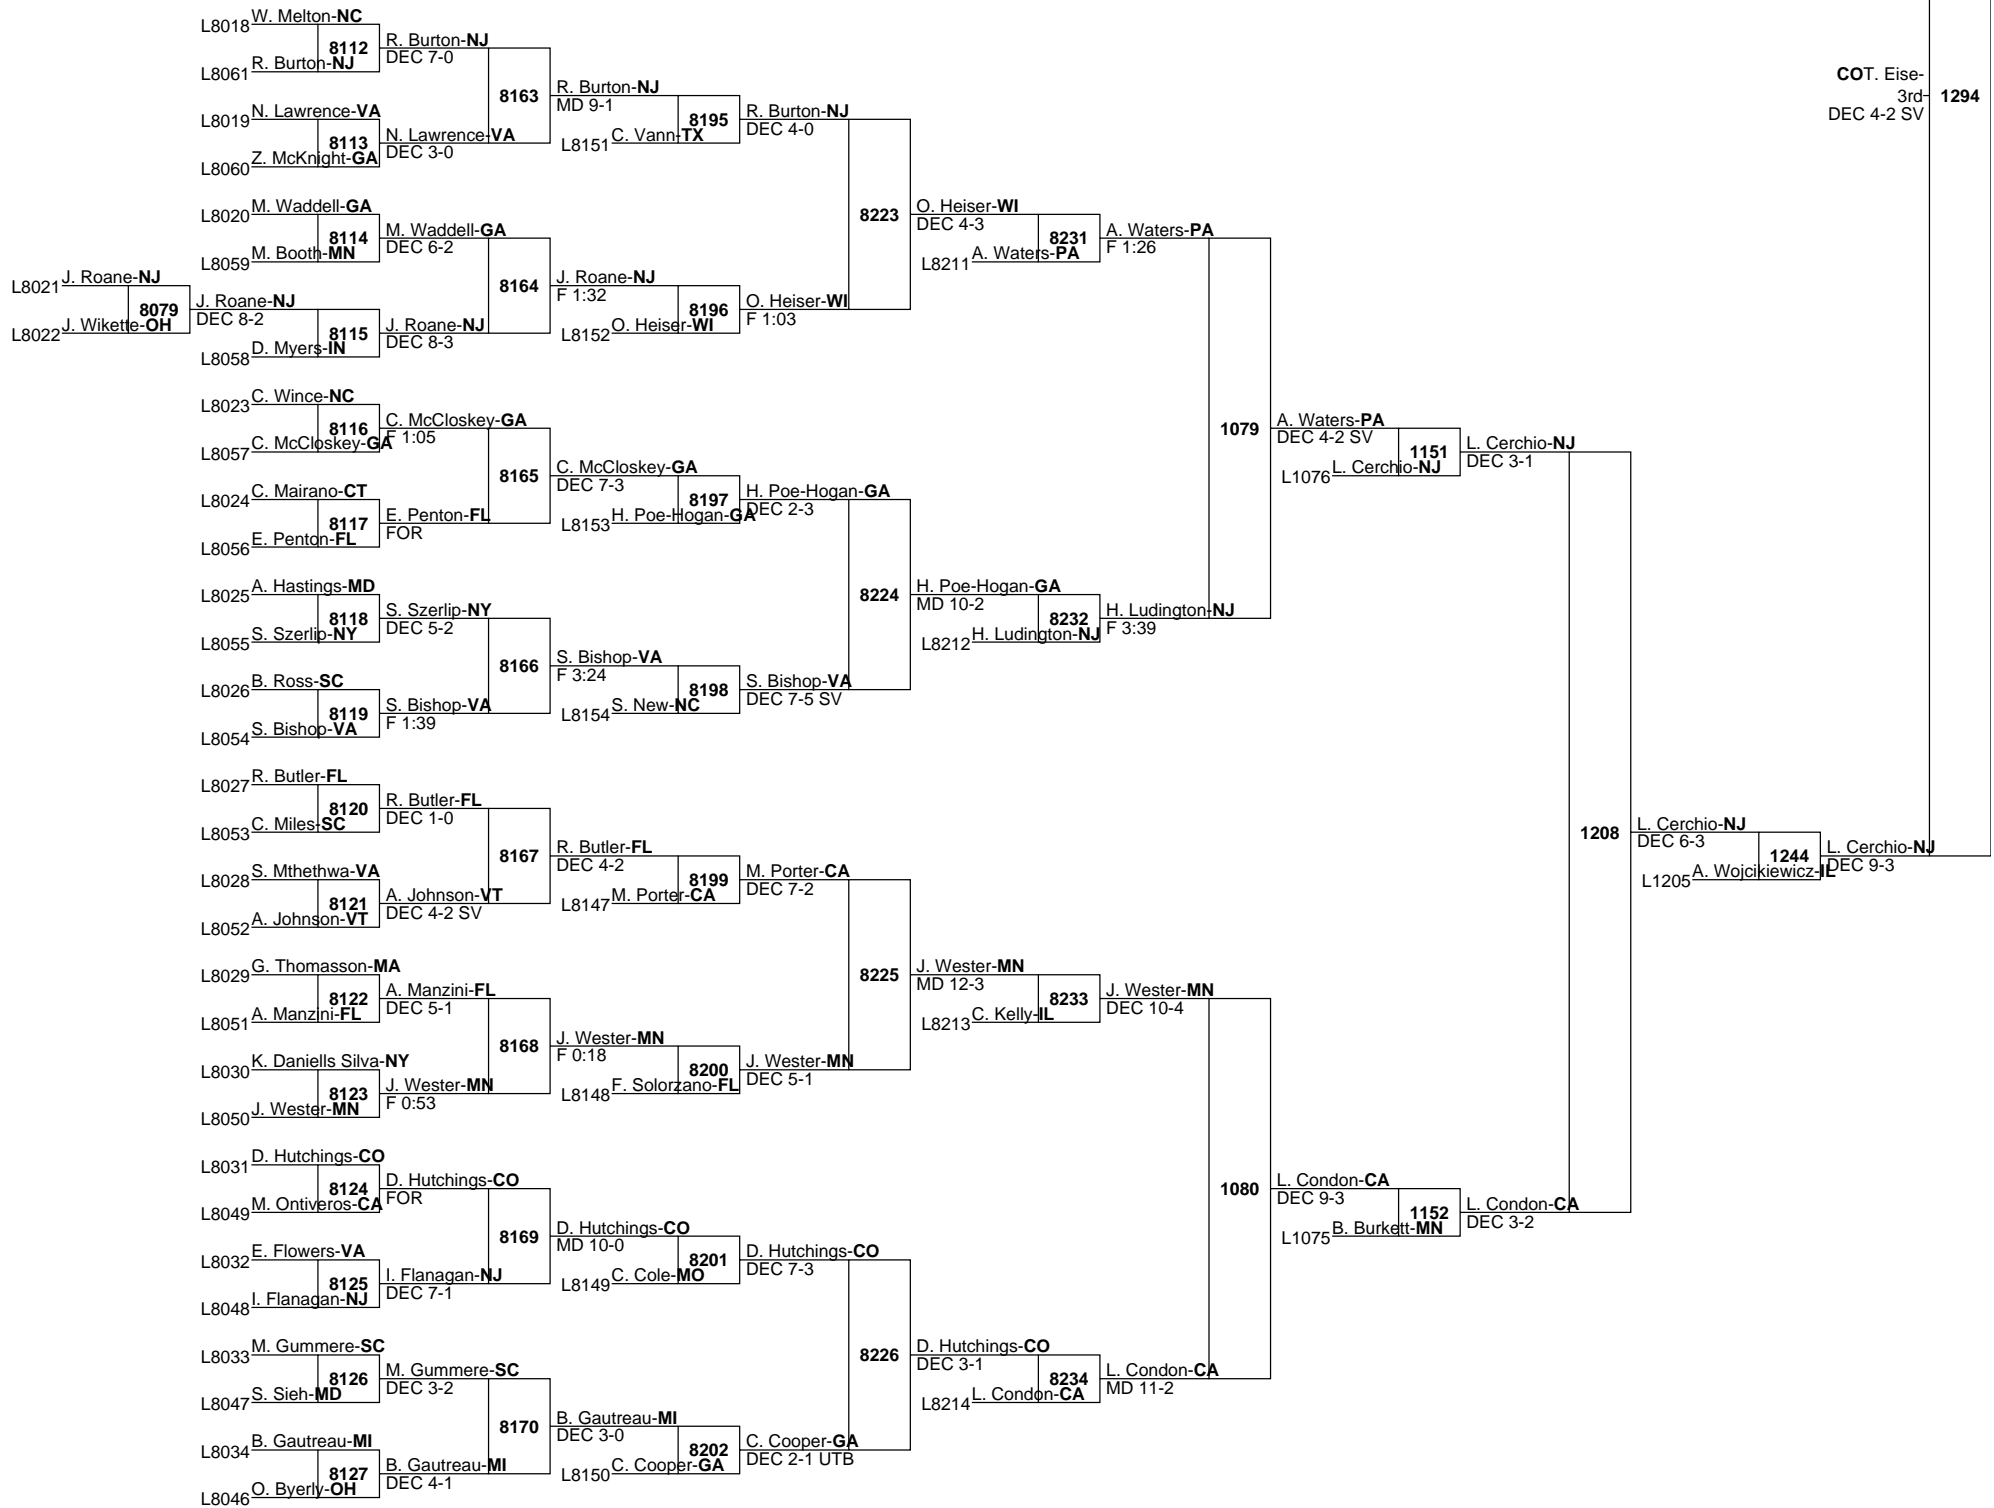 L8018 W. Melton-NC
8112
L8061 R. Burton-NJ
R. Burton-NJ
DEC 7-0
L8019 N. Lawrence-VA
8113
L8060 Z. McKnight-GA
N. Lawrence-VA
DEC 3-0
8163
R. Burton-NJ
MD 9-1
8195
L8151 C. Vann-TX
R. Burton-NJ
DEC 4-0
L8020 M. Waddell-GA
8114
L8059 M. Booth-MN
M. Waddell-GA
DEC 6-2
L8021 J. Roane-NJ
8079
L8022 J. Wikette-OH
J. Roane-NJ
DEC 8-2
8115
L8058 D. Myers-IN
J. Roane-NJ
DEC 8-3
8164
J. Roane-NJ
F 1:32
8196
L8152 O. Heiser-WI
O. Heiser-WI
F 1:03
8223
O. Heiser-WI
DEC 4-3
8231
L8211 A. Waters-PA
A. Waters-PA
F 1:26
L8023 C. Wince-NC
8116
L8057 C. McCloskey-GA
C. McCloskey-GA
F 1:05
L8024 C. Mairano-CT
8117
L8056 E. Penton-FL
E. Penton-FL
FOR
8165
C. McCloskey-GA
DEC 7-3
8197
L8153 H. Poe-Hogan-GA
H. Poe-Hogan-GA
DEC 2-3
L8025 A. Hastings-MD
8118
L8055 S. Szerlip-NY
S. Szerlip-NY
DEC 5-2
L8026 B. Ross-SC
8119
L8054 S. Bishop-VA
S. Bishop-VA
F 1:39
8166
S. Bishop-VA
F 3:24
8198
L8154 S. New-NC
S. Bishop-VA
DEC 7-5 SV
8224
H. Poe-Hogan-GA
MD 10-2
8232
L8212 H. Ludington-NJ
H. Ludington-NJ
F 3:39
1079
A. Waters-PA
DEC 4-2 SV
1151
L1076 L. Cerchio-NJ
L. Cerchio-NJ
DEC 3-1
L8027 R. Butler-FL
8120
L8053 C. Miles-SC
R. Butler-FL
DEC 1-0
L8028 S. Mthethwa-VA
8121
L8052 A. Johnson-VT
A. Johnson-VT
DEC 4-2 SV
8167
R. Butler-FL
DEC 4-2
8199
L8147 M. Porter-CA
M. Porter-CA
DEC 7-2
L8029 G. Thomasson-MA
8122
L8051 A. Manzini-FL
A. Manzini-FL
DEC 5-1
L8030 K. Daniells Silva-NY
8123
L8050 J. Wester-MN
J. Wester-MN
F 0:53
8168
J. Wester-MN
F 0:18
8200
L8148 F. Solorzano-FL
J. Wester-MN
DEC 5-1
8225
J. Wester-MN
MD 12-3
8233
L8213 C. Kelly-IL
J. Wester-MN
DEC 10-4
L8031 D. Hutchings-CO
8124
L8049 M. Ontiveros-CA
D. Hutchings-CO
FOR
L8032 E. Flowers-VA
8125
L8048 I. Flanagan-NJ
I. Flanagan-NJ
DEC 7-1
8169
D. Hutchings-CO
MD 10-0
8201
L8149 C. Cole-MO
D. Hutchings-CO
DEC 7-3
L8033 M. Gummere-SC
8126
L8047 S. Sieh-MD
M. Gummere-SC
DEC 3-2
L8034 B. Gautreau-MI
8127
L8046 O. Byerly-OH
B. Gautreau-MI
DEC 4-1
8170
B. Gautreau-MI
DEC 3-0
8202
L8150 C. Cooper-GA
C. Cooper-GA
DEC 2-1 UTB
8226
D. Hutchings-CO
DEC 3-1
8234
L8214 L. Condon-CA
L. Condon-CA
MD 11-2
1080
L. Condon-CA
DEC 9-3
1152
L1075 B. Burkett-MN
L. Condon-CA
DEC 3-2
1208
L. Cerchio-NJ
DEC 6-3
1244
L1205 A. Wojcikiewicz-IL
L. Cerchio-NJ
DEC 9-3
COT. Eise-
3rd
DEC 4-2 SV
1294